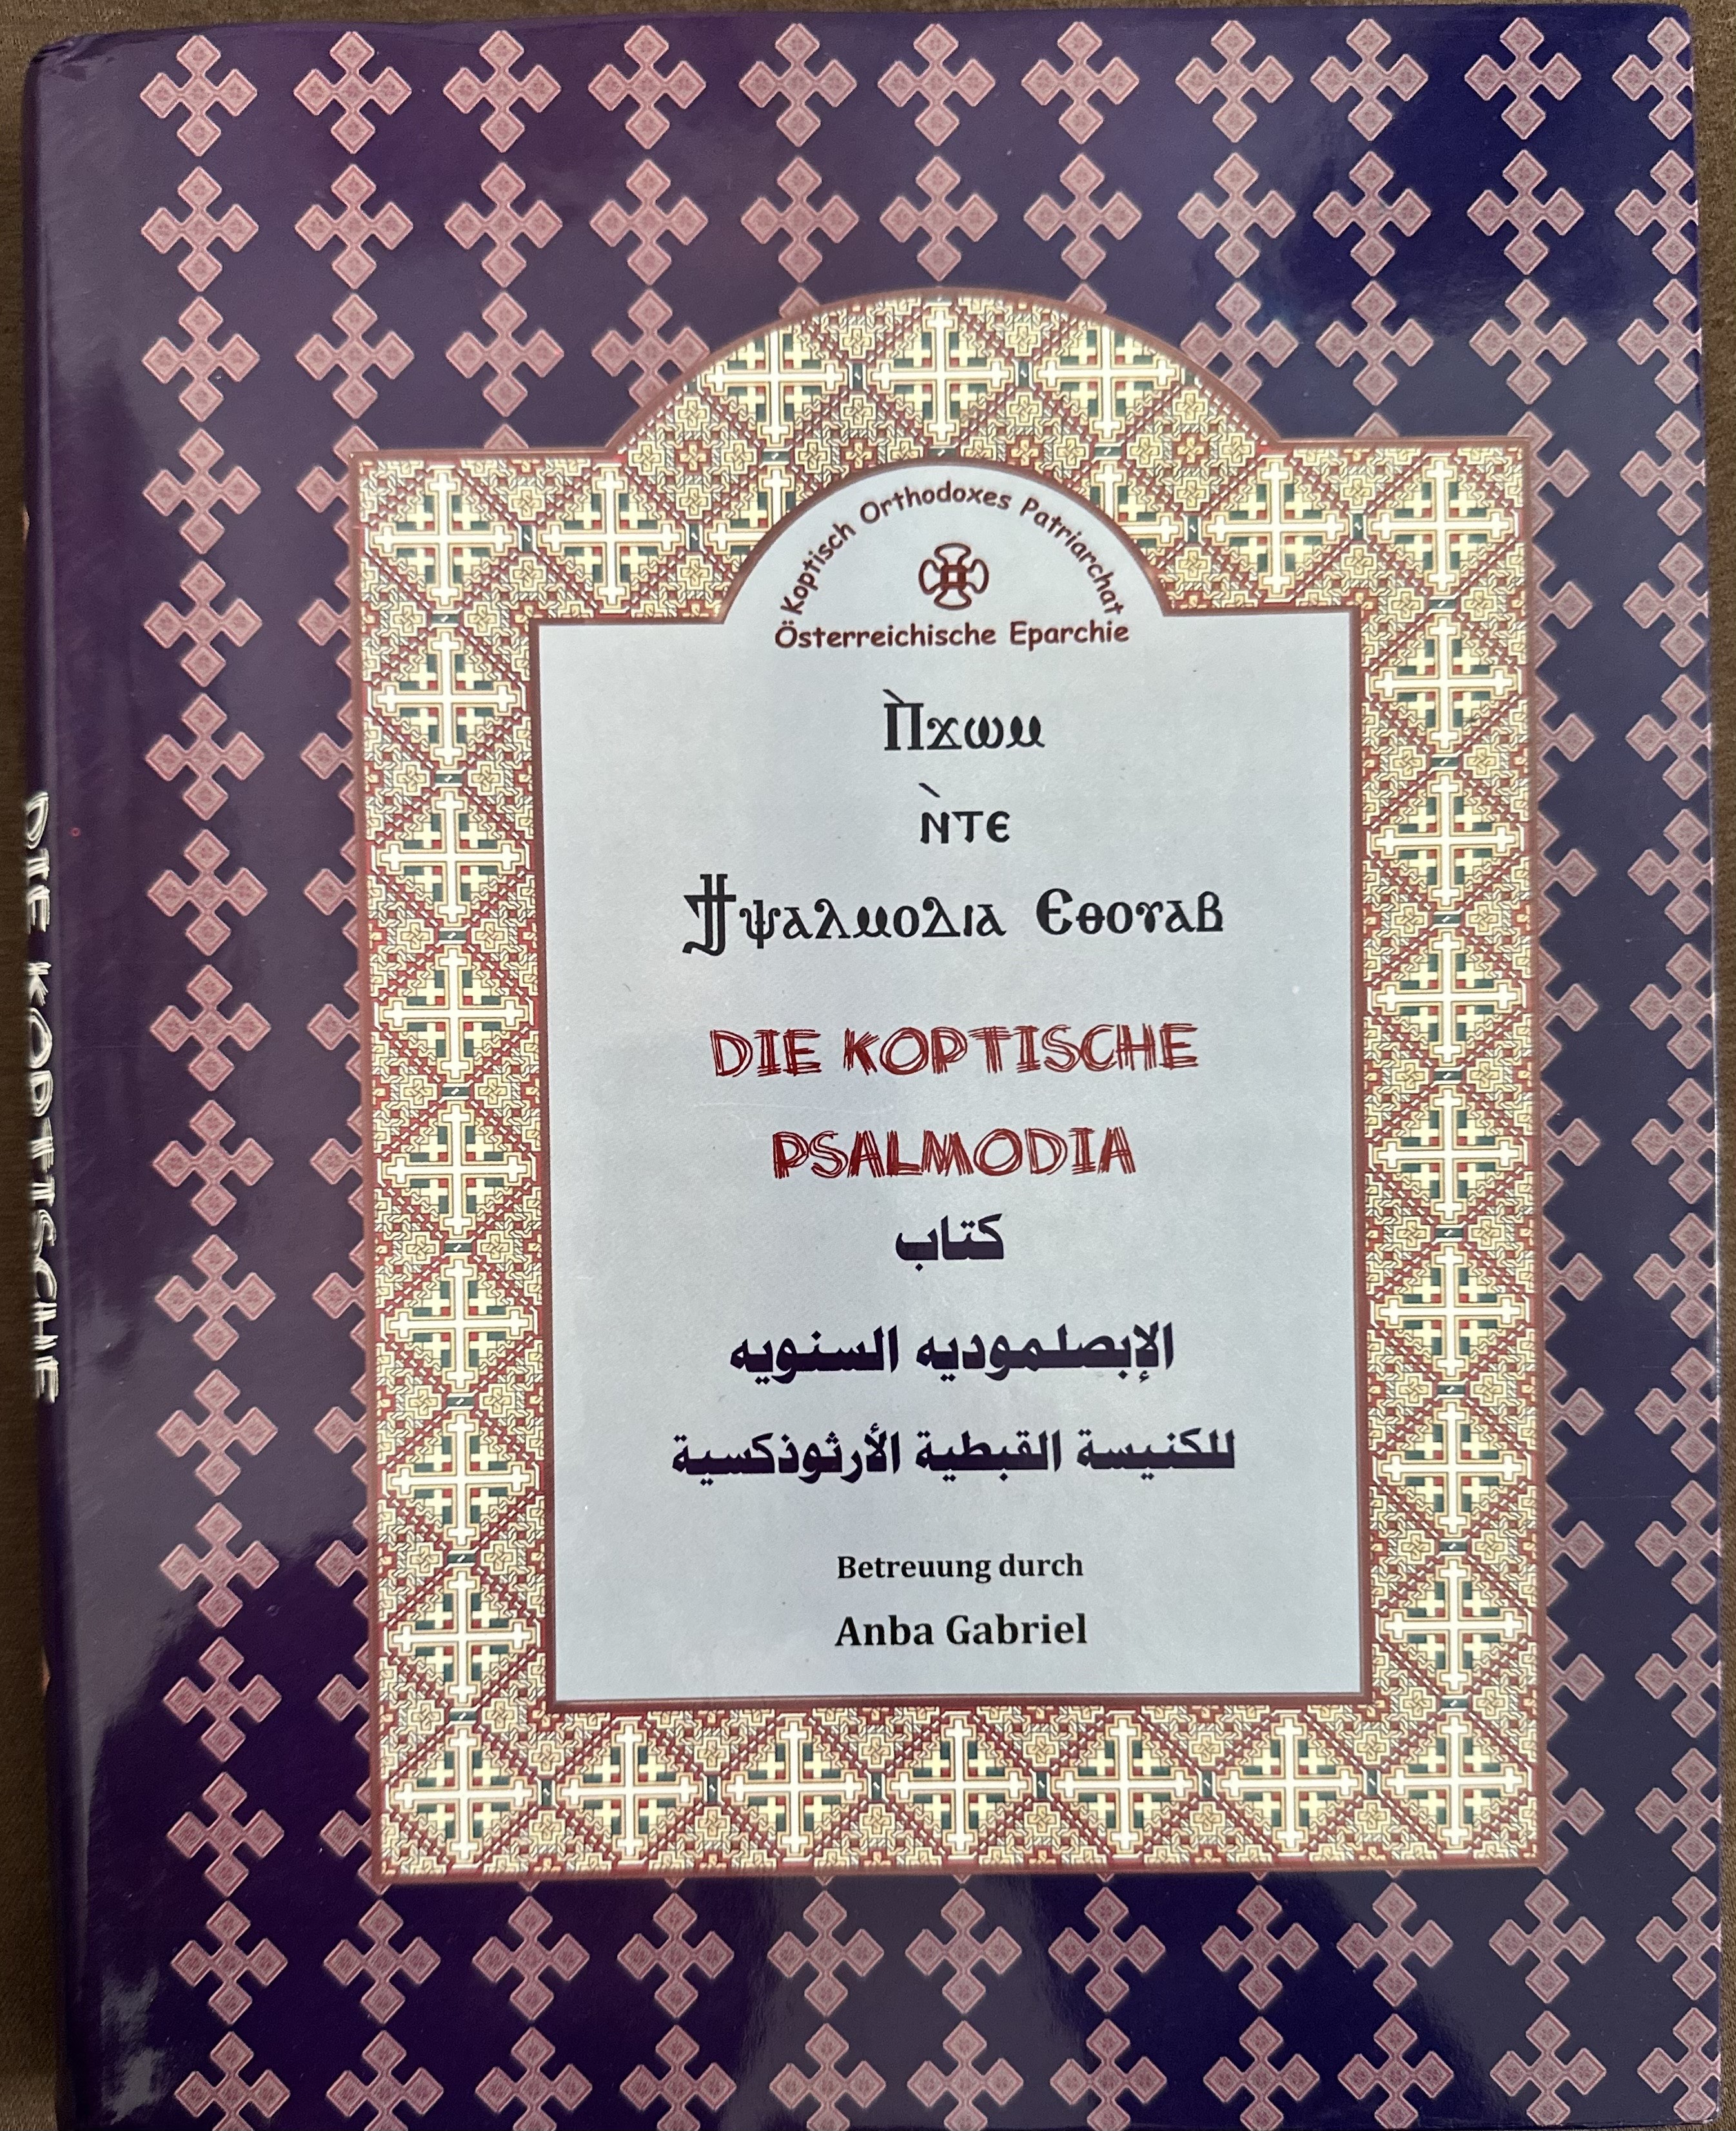 Koptisch Orthodoxes Patriarchat
Österreichische Eparchie
Ⲡ̀ϫⲱⲙ
ⲛ̀ⲧⲉ
Ϯⲯⲁⲗⲙⲟⲇⲓⲁ Ⲉⲑⲟⲩⲁⲃ
DIE KOPTISCHE
PSALMODIA
كتاب
الإبصلموديه السنويه
للكنيسة القبطية الأرثوذكسية
Betreuung durch
Anba Gabriel
DIE KOPTISCHE